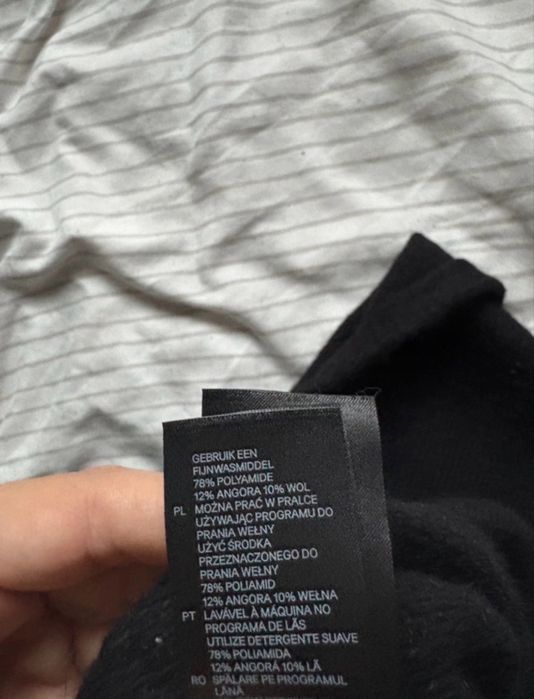 GEBRUIK EEN
FIJNWASMIDDEL
78% POLYAMIDE
12% ANGORA 10% WOL
PL MOŻNA PRAĆ W PRALCE
UŻYWAJĄC PROGRAMU DO
PRANIA WEŁNY
UŻYĆ ŚRODKA
PRZEZNACZONEGO DO
PRANIA WEŁNY
78% POLIAMID
12% ANGORA 10% WEŁNA
PT LAVÁVEL À MÁQUINA NO
PROGRAMA DE LÃS
UTILIZE DETERGENTE SUAVE
78% POLIAMIDA
12% ANGORÁ 10% LÃ
RO SPĂLARE PE PROGRAMUL
LÂNĂ